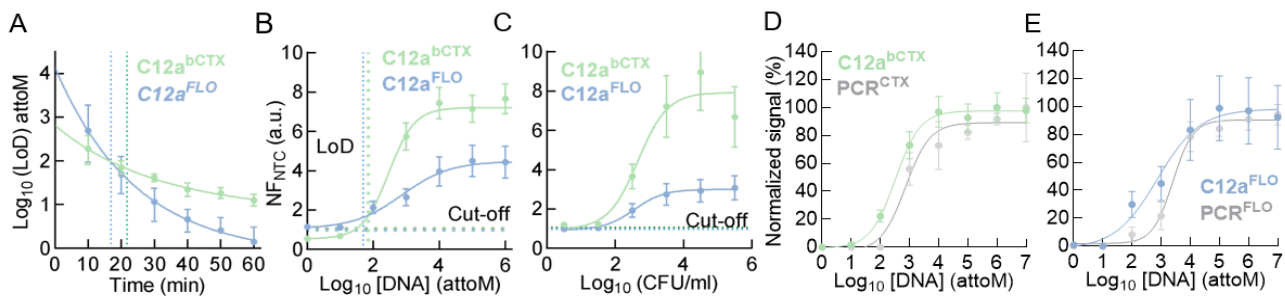 A
C12a^bCTX
C12a^FLO
Log₁₀ (LoD) attoM
4
3
2
1
0
0 10 20 30 40 50 60
Time (min)
B
C12a^bCTX
C12a^FLO
LoD
Cut-off
NF_NTC (a.u.)
10
8
6
4
2
0
0 2 4 6
Log₁₀ [DNA] (attoM)
C
C12a^bCTX
C12a^FLO
Cut-off
10
8
6
4
2
0
0 2 4 6
Log₁₀ (CFU/ml)
D
C12a^bCTX
PCR^CTX
Normalized signal (%)
140
120
100
80
60
40
20
0
0 1 2 3 4 5 6 7
Log₁₀ [DNA] (attoM)
E
140
120
100
80
60
40
20
0
C12a^FLO
PCR^FLO
0 1 2 3 4 5 6 7
Log₁₀ [DNA] (attoM)